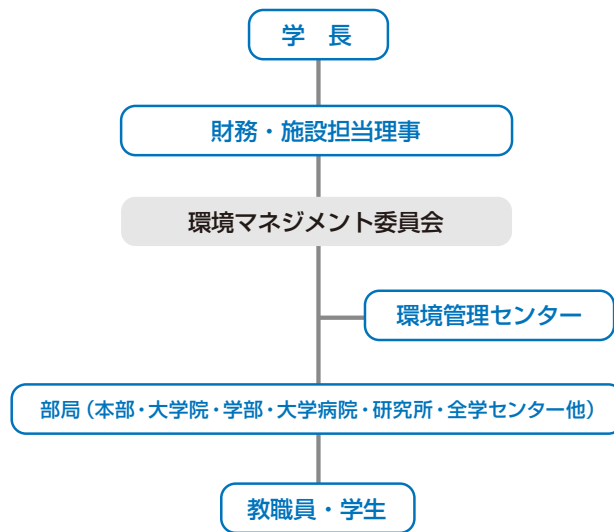 学　長
財務・施設担当理事
環境マネジメント委員会
環境管理センター
部局（本部・大学院・学部・大学病院・研究所・全学センター他）
教職員・学生